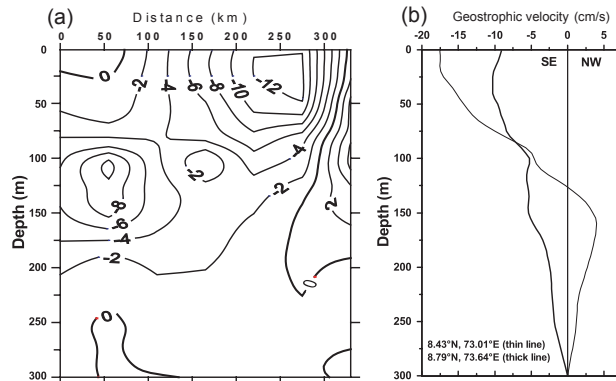 (a)
Distance (km)
0 50 100 150 200 250 300
0
50
100
150
200
250
300
Depth (m)
0
-2
-4
-6
-8
-10
-12
-4
-2
-2
2
-8
-6
-4
-2
0
0
(b)
Geostrophic velocity (cm/s)
-20 -15 -10 -5 0 5
SE NW
0
50
100
150
200
250
300
Depth (m)
8.43°N, 73.01°E (thin line)
8.79°N, 73.64°E (thick line)